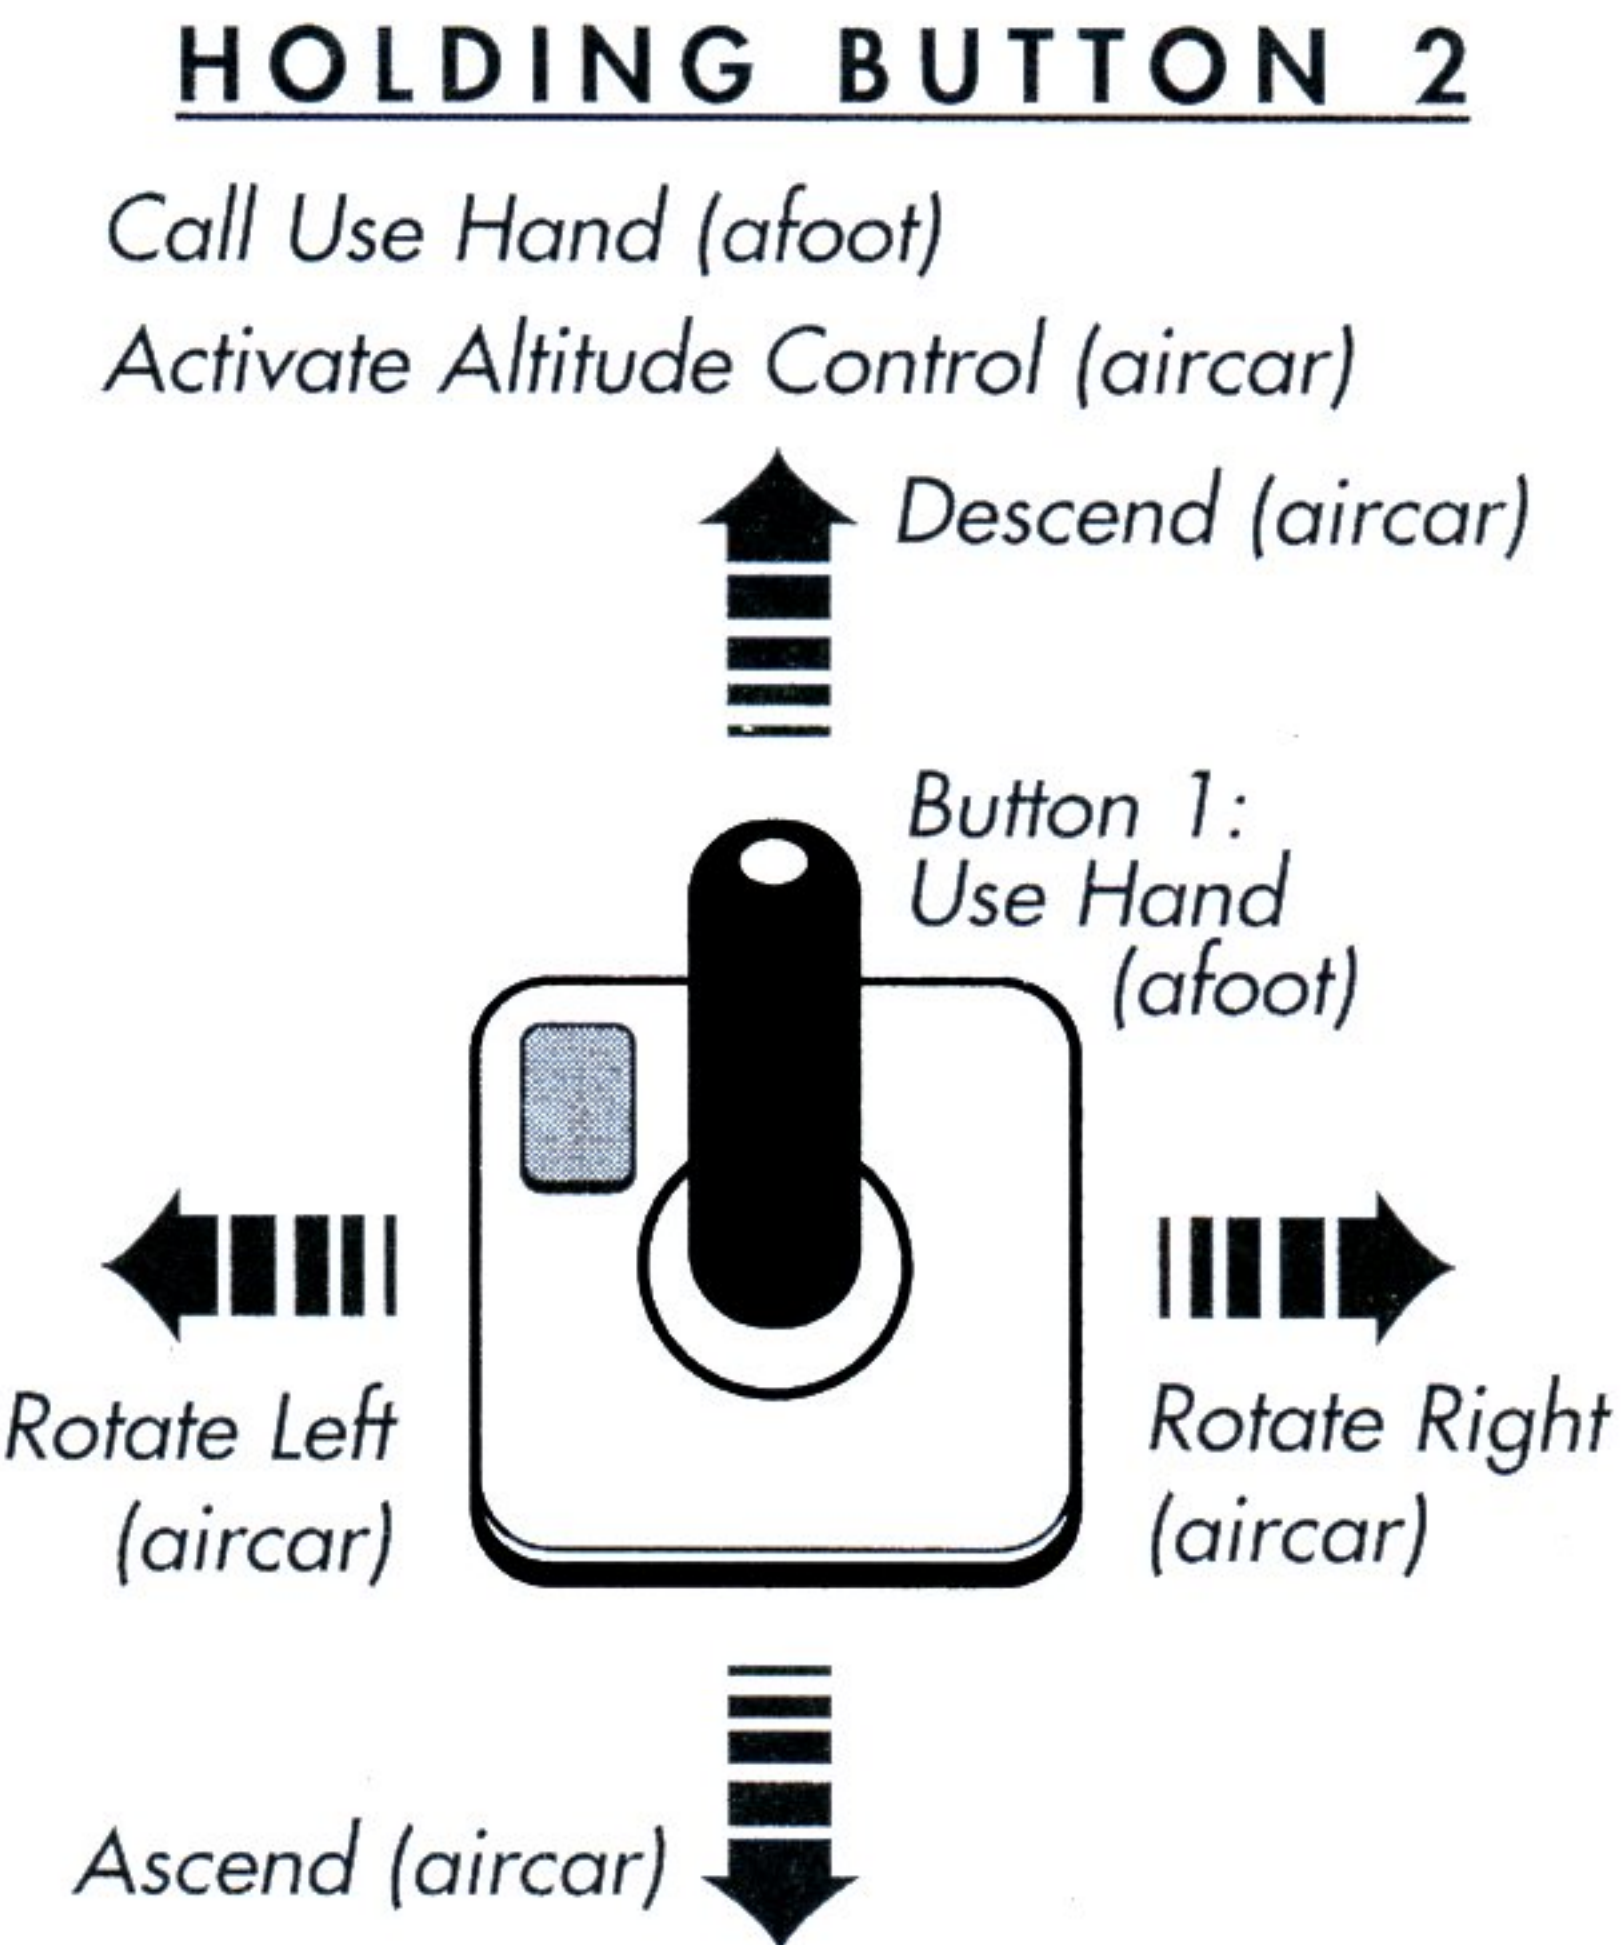 HOLDING BUTTON 2
Call Use Hand (afoot)
Activate Altitude Control (aircar)
Descend (aircar)
Button 1:
Use Hand
(afoot)
Rotate Left
(aircar)
Rotate Right
(aircar)
Ascend (aircar)